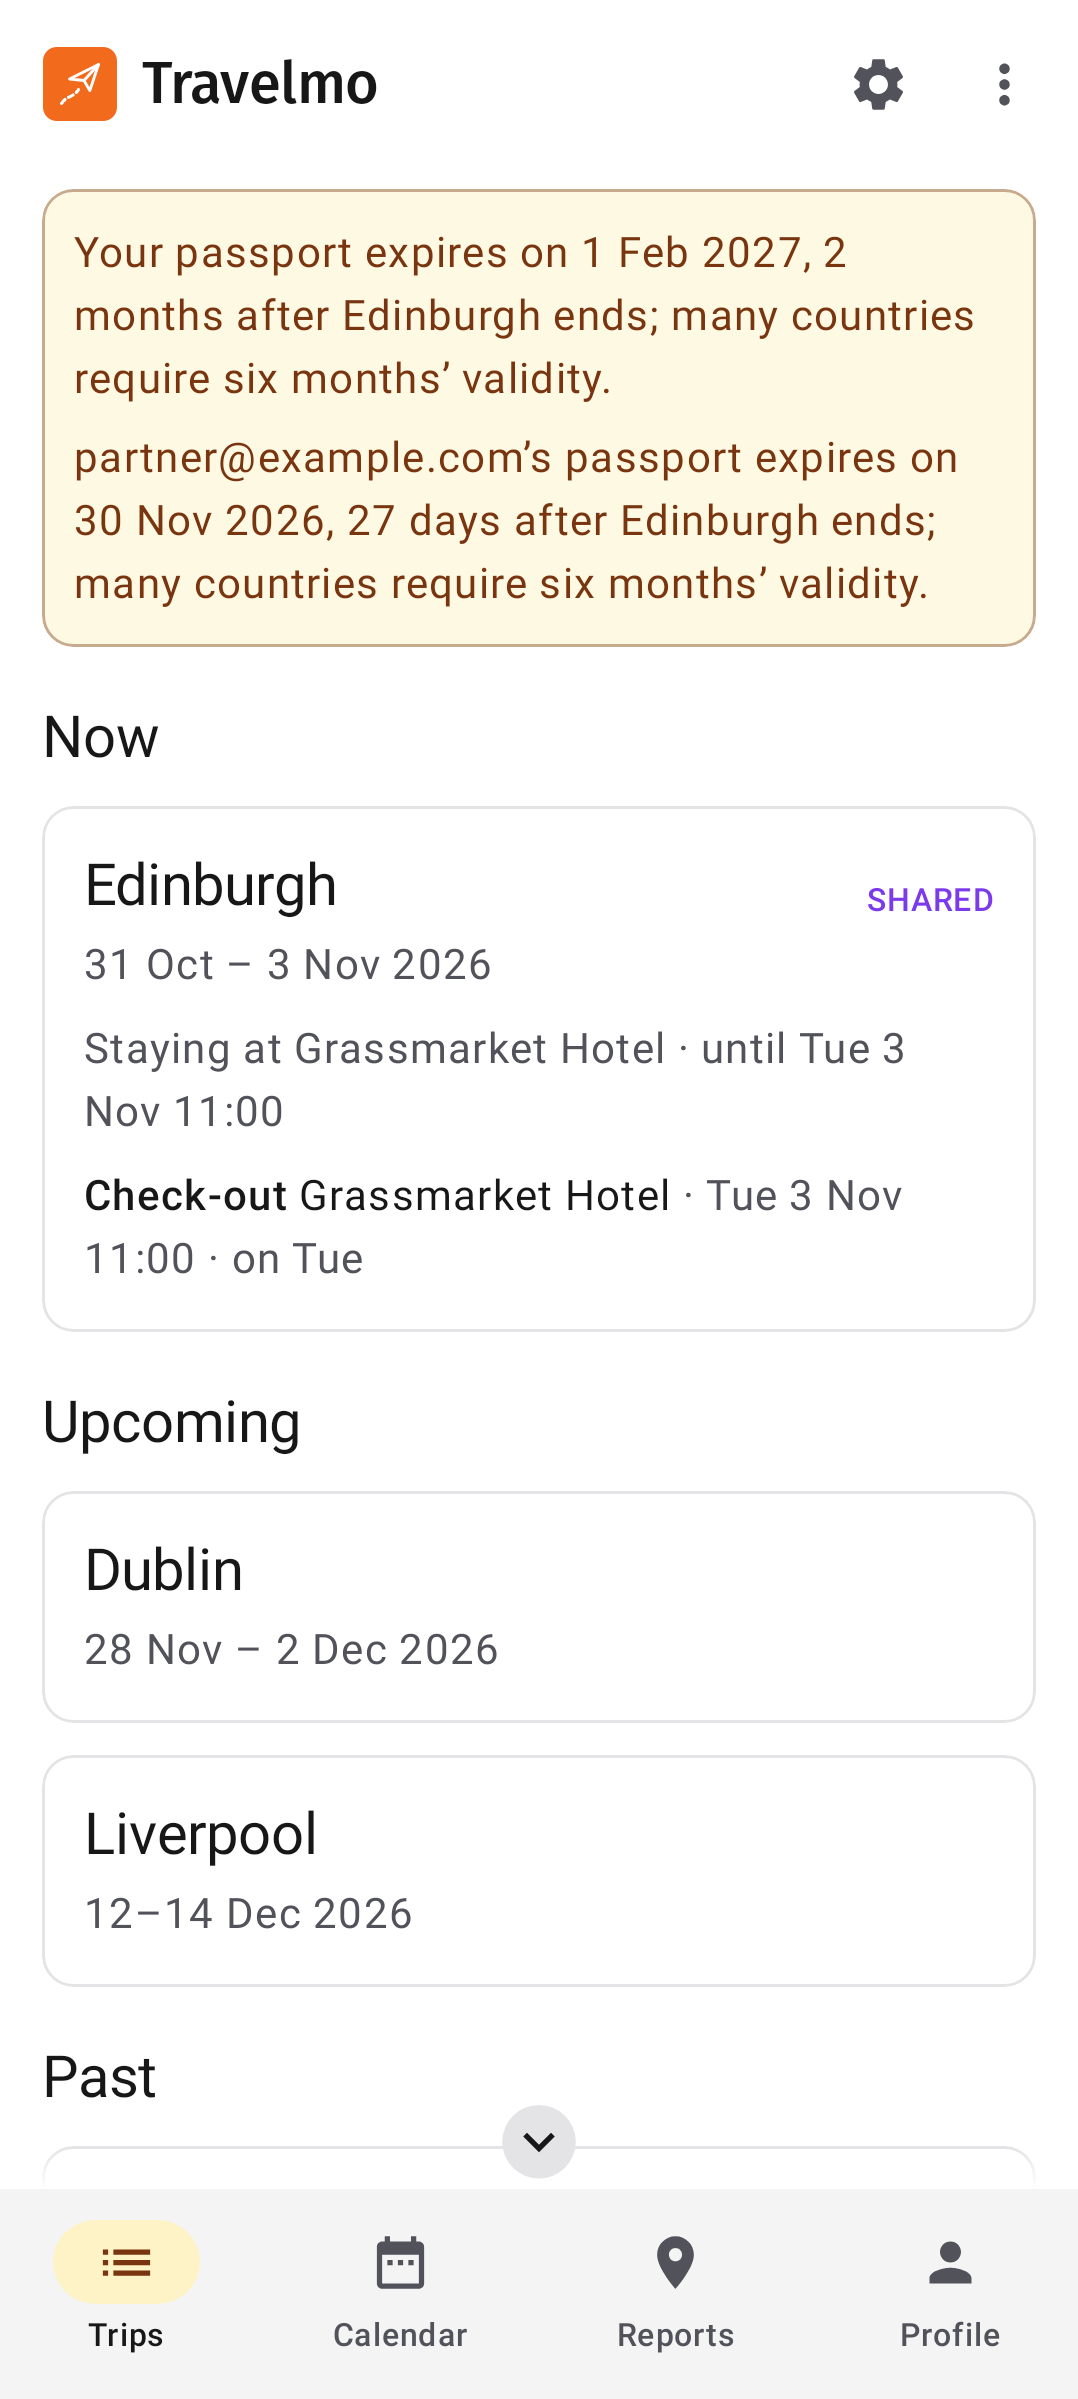 Travelmo
Your passport expires on 1 Feb 2027, 2
months after Edinburgh ends; many countries
require six months’ validity.
partner@example.com’s passport expires on
30 Nov 2026, 27 days after Edinburgh ends;
many countries require six months’ validity.
Now
Edinburgh
SHARED
31 Oct – 3 Nov 2026
Staying at Grassmarket Hotel · until Tue 3
Nov 11:00
Check-out Grassmarket Hotel · Tue 3 Nov
11:00 · on Tue
Upcoming
Dublin
28 Nov – 2 Dec 2026
Liverpool
12–14 Dec 2026
Past
Trips
Calendar
Reports
Profile